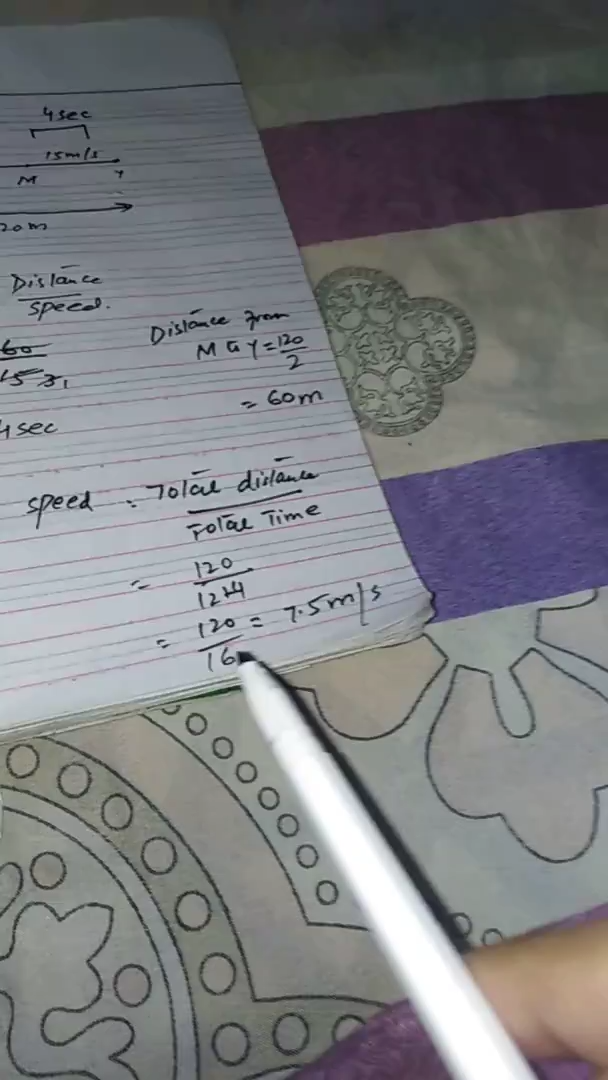 4sec
15m/s
M Y
20m
Distance
speed.
Distance from
M & Y = 120
2
60
15
= 60m
4sec
speed = Total distance
Total Time
= 120
12+4
= 120 = 7.5m/s
16